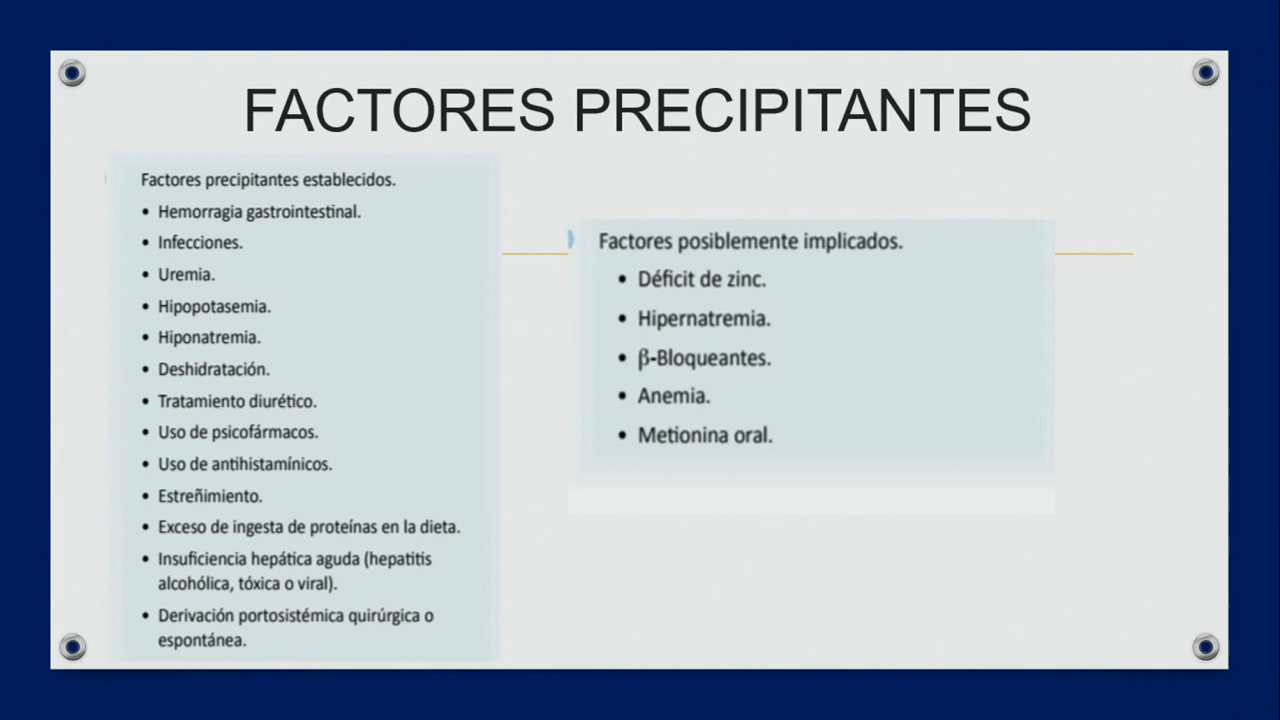 FACTORES PRECIPITANTES
Factores precipitantes establecidos.
• Hemorragia gastrointestinal.
• Infecciones.
• Uremia.
• Hipopotasemia.
• Hiponatremia.
• Deshidratación.
• Tratamiento diurético.
• Uso de psicofármacos.
• Uso de antihistamínicos.
• Estreñimiento.
• Exceso de ingesta de proteínas en la dieta.
• Insuficiencia hepática aguda (hepatitis
alcohólica, tóxica o viral).
• Derivación portosistémica quirúrgica o
espontánea.
Factores posiblemente implicados.
• Déficit de zinc.
• Hipernatremia.
• β-Bloqueantes.
• Anemia.
• Metionina oral.